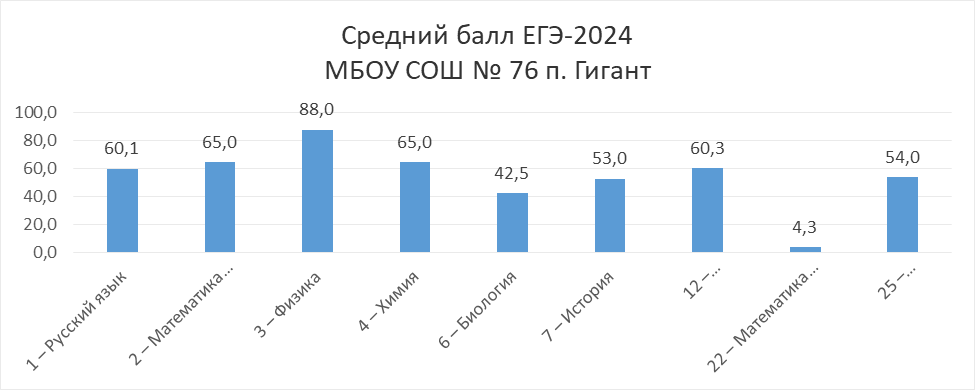 Средний балл ЕГЭ-2024
МБОУ СОШ № 76 п. Гигант
100,0
80,0
60,0
40,0
20,0
0,0
60,1
65,0
88,0
65,0
42,5
53,0
60,3
4,3
54,0
1 – Русский язык
2 – Математика…
3 – Физика
4 – Химия
6 – Биология
7 – История
12 –…
22 – Математика…
25 –…